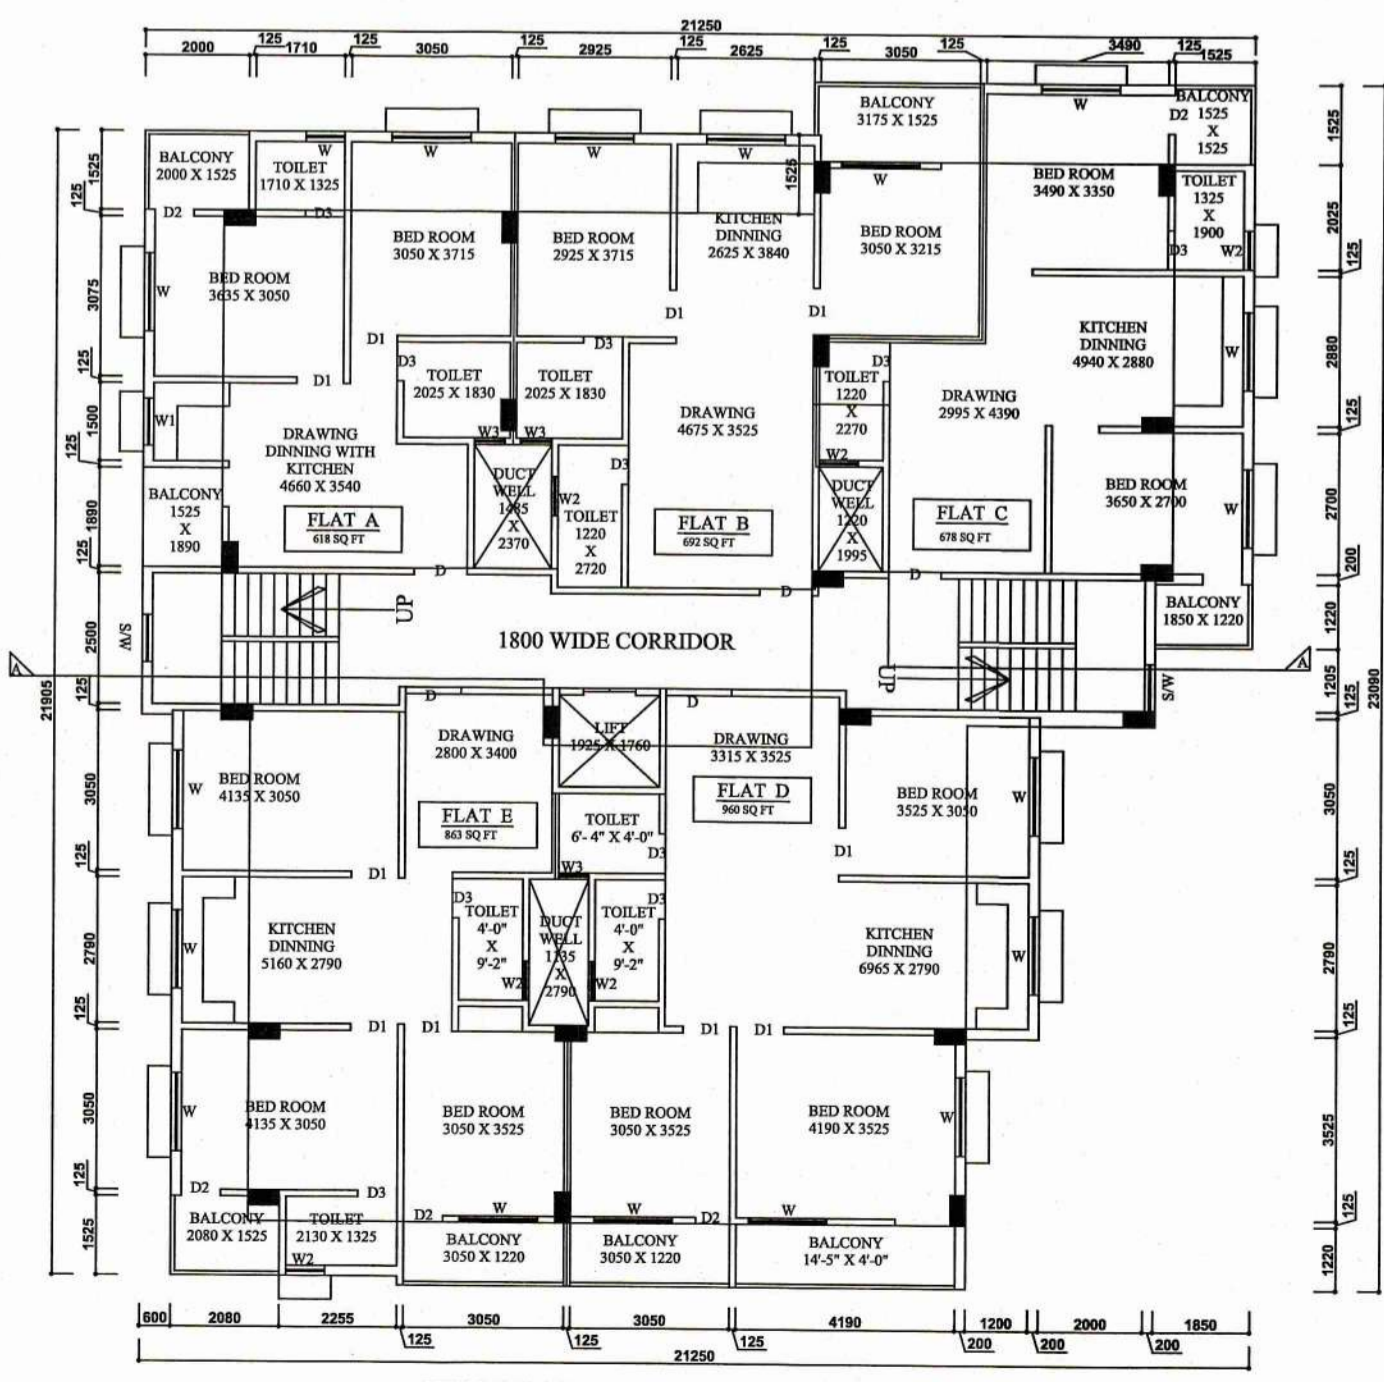 21250
2000 125 1710 125 3050 125 2925 125 2625 125 3050 125 3490 125 1525
BALCONY
2000 X 1525
TOILET
1710 X 1325
W
W
W
W
BALCONY
3175 X 1525
W
W
D2
BALCONY
1525
X
1525
D2
D3
BED ROOM
3635 X 3050
W
BED ROOM
3050 X 3715
BED ROOM
2925 X 3715
KITCHEN
DINNING
2625 X 3840
1525
BED ROOM
3050 X 3215
BED ROOM
3490 X 3350
TOILET
1325
X
1900
D3
W2
D1
D1
D1
D1
D3
TOILET
2025 X 1830
D3
TOILET
2025 X 1830
W3
W3
W1
DRAWING
DINNING WITH
KITCHEN
4660 X 3540
FLAT A
618 SQ FT
BALCONY
1525
X
1890
DUCT
WELL
1485
X
2370
W2
D3
TOILET
1220
X
2720
DRAWING
4675 X 3525
FLAT B
692 SQ FT
D3
TOILET
1220
X
2270
W2
DUCT
WELL
1220
X
1995
DRAWING
2995 X 4390
FLAT C
678 SQ FT
KITCHEN
DINNING
4940 X 2880
W
BED ROOM
3650 X 2700
W
D
D
D
BALCONY
1850 X 1220
S/W
UP
1800 WIDE CORRIDOR
UP
S/W
A
A
D
D
LIFT
1925 X 1760
DRAWING
2800 X 3400
FLAT E
863 SQ FT
DRAWING
3315 X 3525
FLAT D
960 SQ FT
BED ROOM
4135 X 3050
W
BED ROOM
3525 X 3050
W
TOILET
6'- 4" X 4'-0"
D3
W3
D1
D1
D3
TOILET
4'-0"
X
9'-2"
W2
DUCT
WELL
1135
X
2790
D3
TOILET
4'-0"
X
9'-2"
W2
KITCHEN
DINNING
5160 X 2790
W
KITCHEN
DINNING
6965 X 2790
W
D1
D1
D1
D1
BED ROOM
4135 X 3050
W
BED ROOM
3050 X 3525
BED ROOM
3050 X 3525
BED ROOM
4190 X 3525
W
D2
D3
BALCONY
2080 X 1525
TOILET
2130 X 1325
W2
D2
W
BALCONY
3050 X 1220
W
D2
BALCONY
3050 X 1220
W
BALCONY
14'-5" X 4'-0"
21905
1525
125
3075
125
1500
125
1890
125
2500
125
3050
125
2790
125
3050
125
1525
1525
2025
125
2880
125
2700
200
1220
1205
125
3050
125
2790
125
3525
125
1220
23090
600 2080 2255 125 3050 125 3050 125 4190 200 1200 200 2000 200 1850
21250